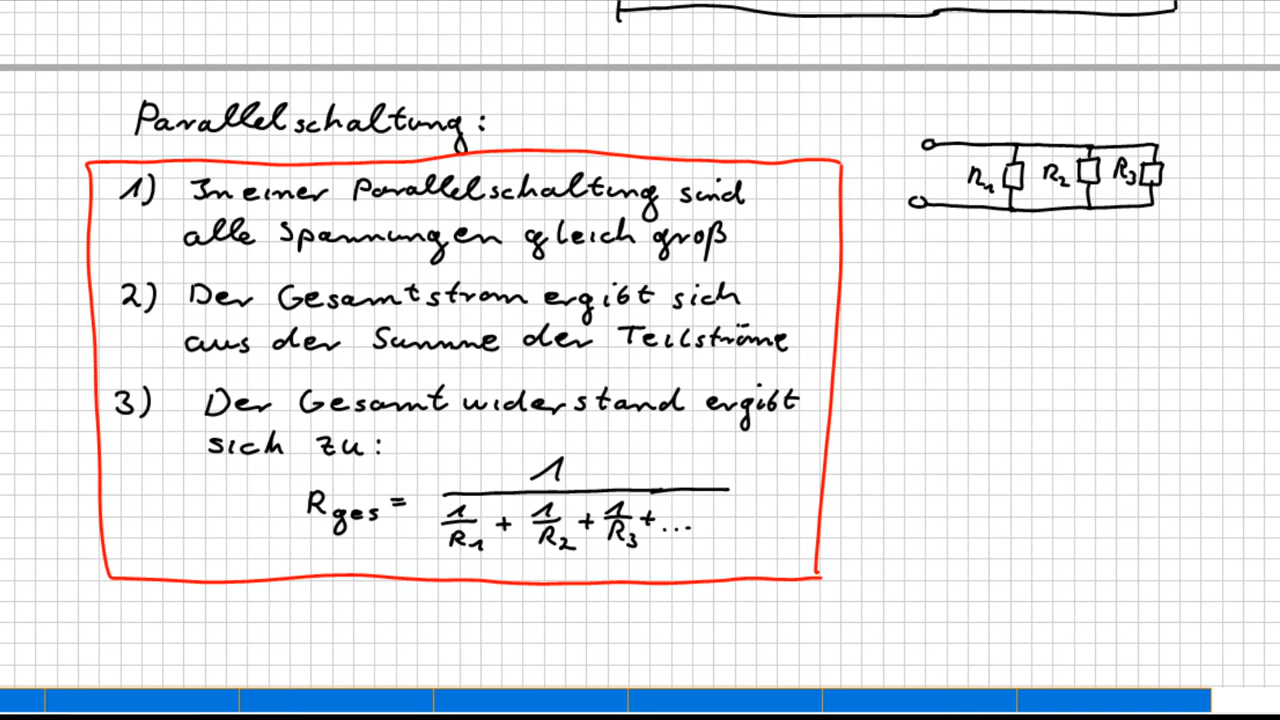 Parallelschaltung:
1) In einer Parallelschaltung sind
alle Spannungen gleich groß
2) Der Gesamtstrom ergibt sich
aus der Summe der Teilströme
3) Der Gesamtwiderstand ergibt
sich zu:
R_ges = 1 / (1/R_1 + 1/R_2 + 1/R_3 + ...)
R_1 R_2 R_3